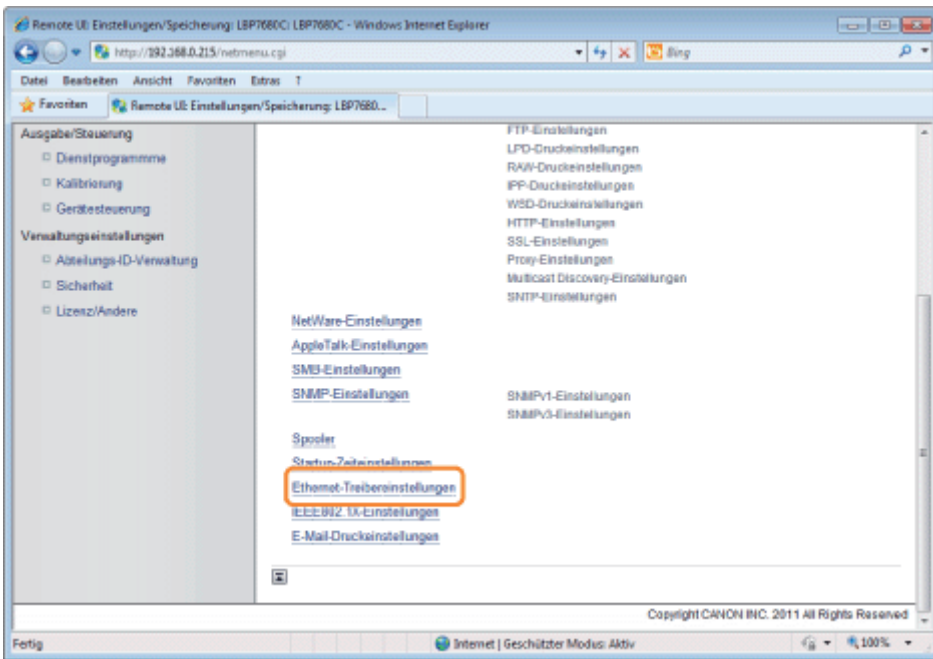 Remote UI: Einstellungen/Speicherung: LBP7680C: LBP7680C - Windows Internet Explorer
http://192.168.0.215/netmenu.cgi
Bing
Datei Bearbeiten Ansicht Favoriten Extras ?
Favoriten Remote UI: Einstellungen/Speicherung: LBP7680...
Ausgabe/Steuerung
Dienstprogrammme
Kalibrierung
Gerätesteuerung
Verwaltungseinstellungen
Abteilungs-ID-Verwaltung
Sicherheit
Lizenz/Andere
FTP-Einstellungen
LPD-Druckeinstellungen
RAW-Druckeinstellungen
IPP-Druckeinstellungen
WSD-Druckeinstellungen
HTTP-Einstellungen
SSL-Einstellungen
Proxy-Einstellungen
Multicast Discovery-Einstellungen
SNTP-Einstellungen
NetWare-Einstellungen
AppleTalk-Einstellungen
SMB-Einstellungen
SNMP-Einstellungen
SNMPv1-Einstellungen
SNMPv3-Einstellungen
Spooler
Startup-Zeiteinstellungen
Ethernet-Treibereinstellungen
IEEE802.1X-Einstellungen
E-Mail-Druckeinstellungen
Copyright CANON INC. 2011 All Rights Reserved
Fertig Internet | Geschützter Modus: Aktiv 100%